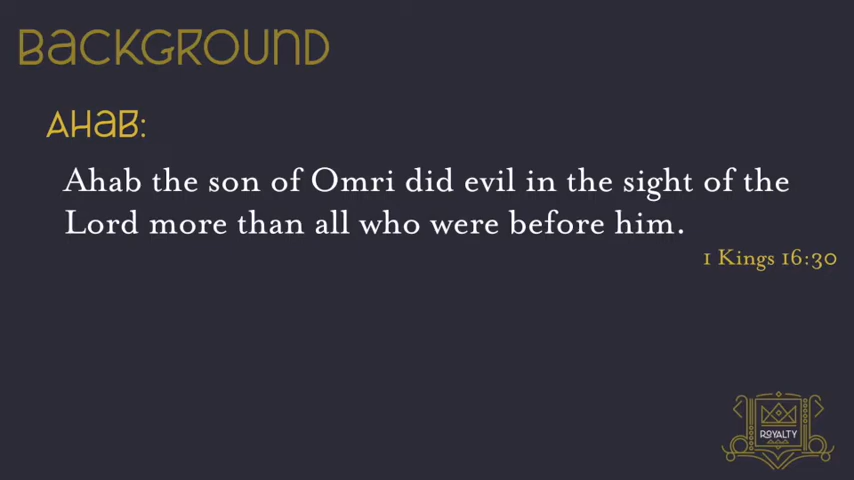 BACKGROUND
AHAB:
Ahab the son of Omri did evil in the sight of the
Lord more than all who were before him.
1 Kings 16:30
ROYALTY